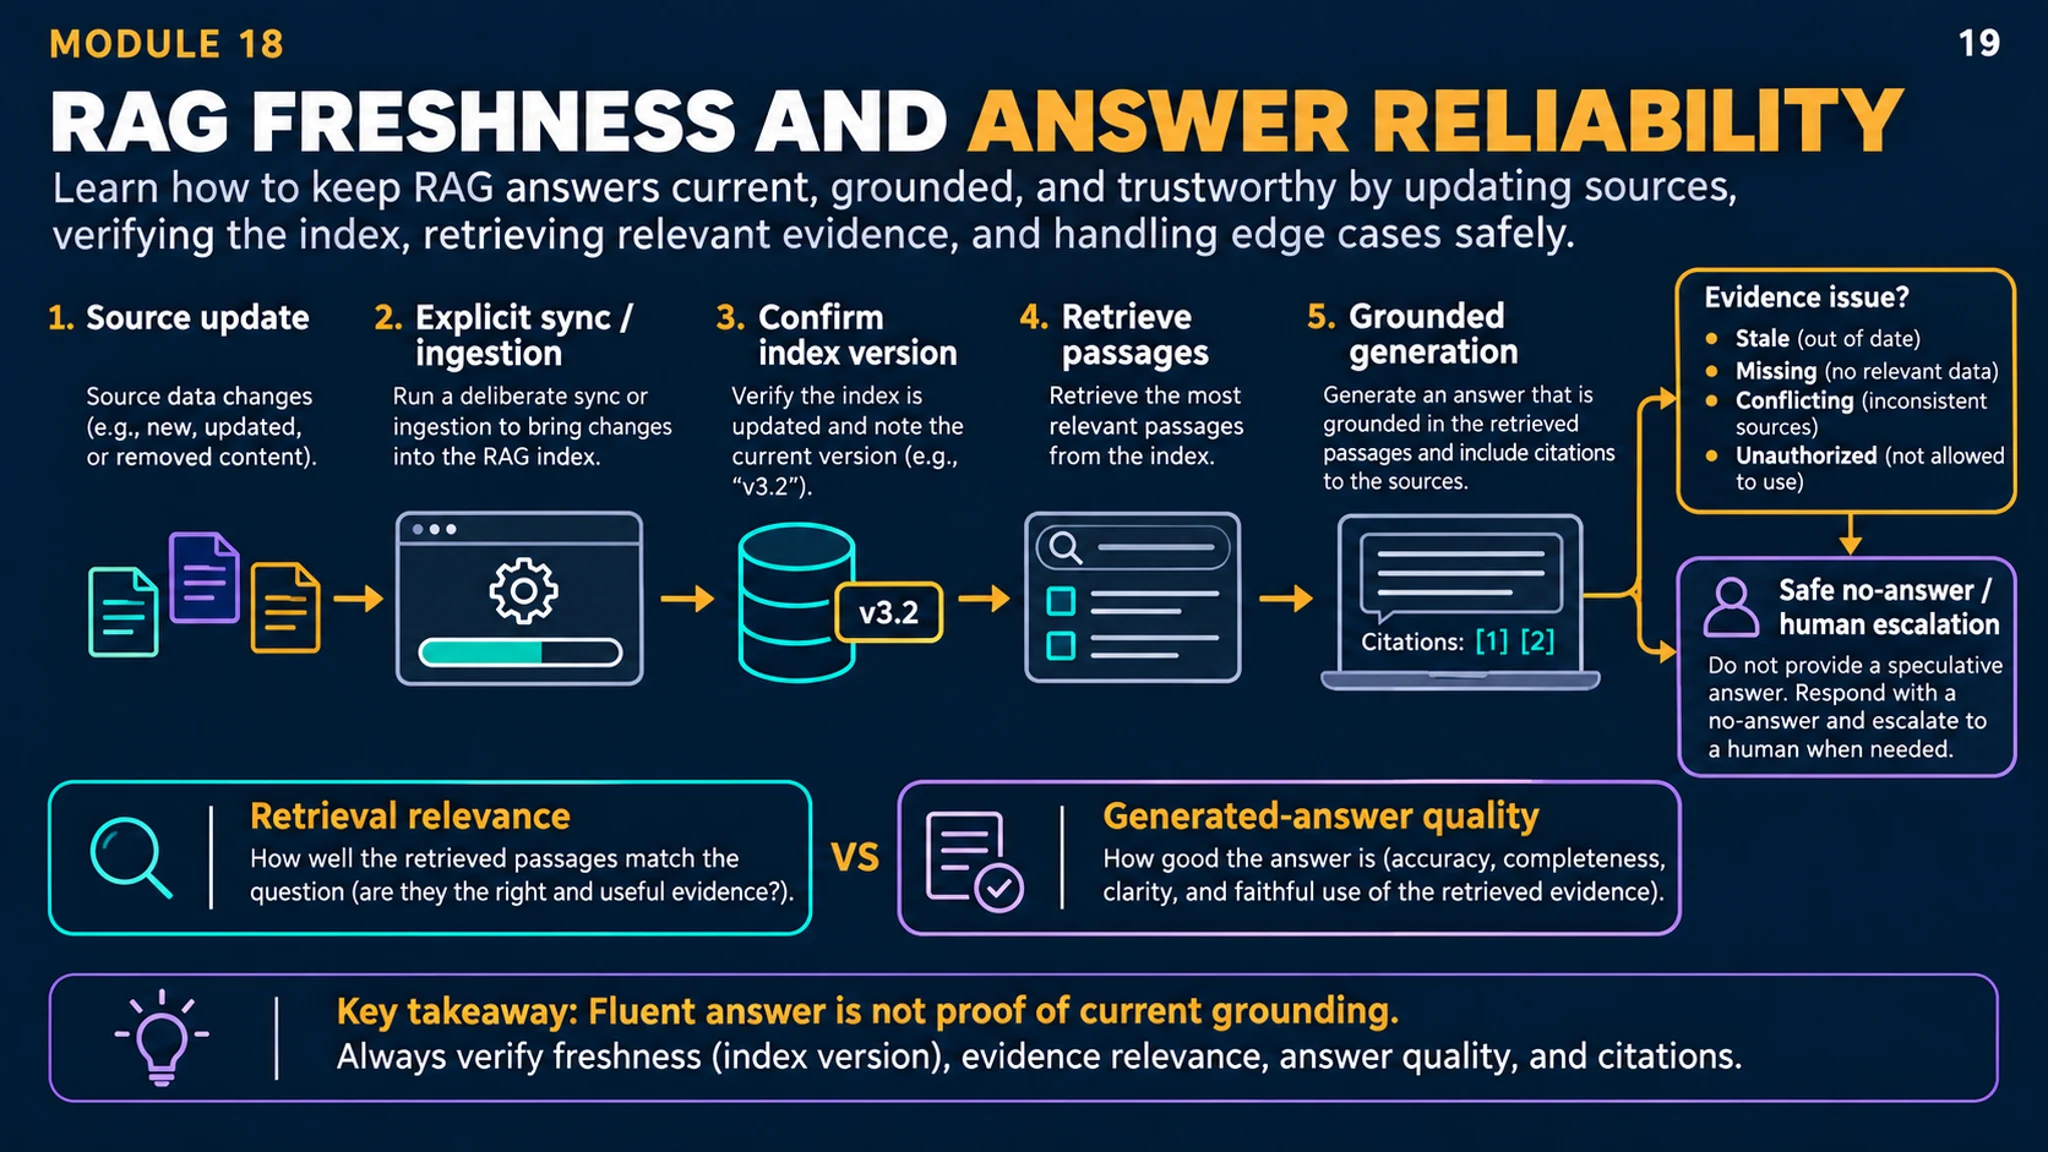 MODULE 18
19
RAG FRESHNESS AND ANSWER RELIABILITY
Learn how to keep RAG answers current, grounded, and trustworthy by updating sources,
verifying the index, retrieving relevant evidence, and handling edge cases safely.
1. Source update
Source data changes
(e.g., new, updated,
or removed content).
2. Explicit sync /
ingestion
Run a deliberate sync or
ingestion to bring changes
into the RAG index.
3. Confirm
index version
Verify the index is
updated and note the
current version (e.g.,
“v3.2”).
v3.2
4. Retrieve
passages
Retrieve the most
relevant passages
from the index.
5. Grounded
generation
Generate an answer that is
grounded in the retrieved
passages and include citations
to the sources.
Citations: [1] [2]
Evidence issue?
• Stale (out of date)
• Missing (no relevant data)
• Conflicting (inconsistent
sources)
• Unauthorized (not allowed
to use)
Safe no-answer /
human escalation
Do not provide a speculative
answer. Respond with a
no-answer and escalate to
a human when needed.
Retrieval relevance
How well the retrieved passages match the
question (are they the right and useful evidence?).
VS
Generated-answer quality
How good the answer is (accuracy, completeness,
clarity, and faithful use of the retrieved evidence).
Key takeaway: Fluent answer is not proof of current grounding.
Always verify freshness (index version), evidence relevance, answer quality, and citations.